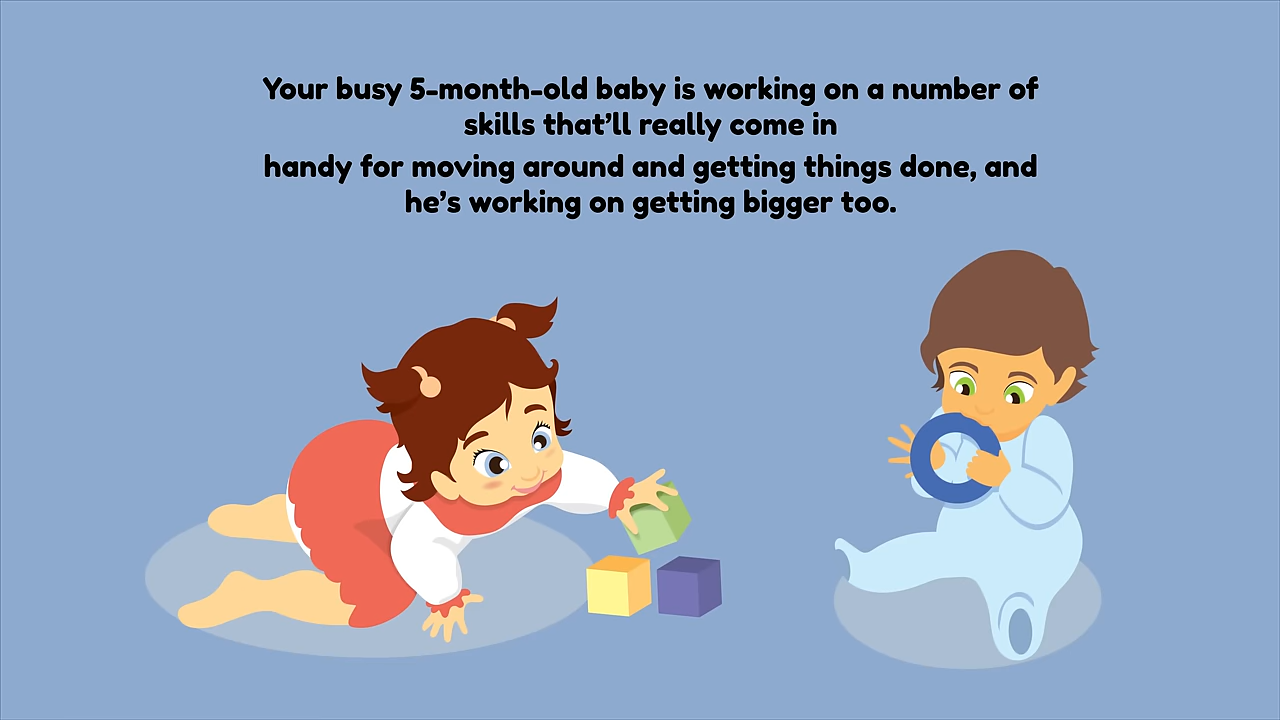 Your busy 5-month-old baby is working on a number of
skills that’ll really come in
handy for moving around and getting things done, and
he’s working on getting bigger too.